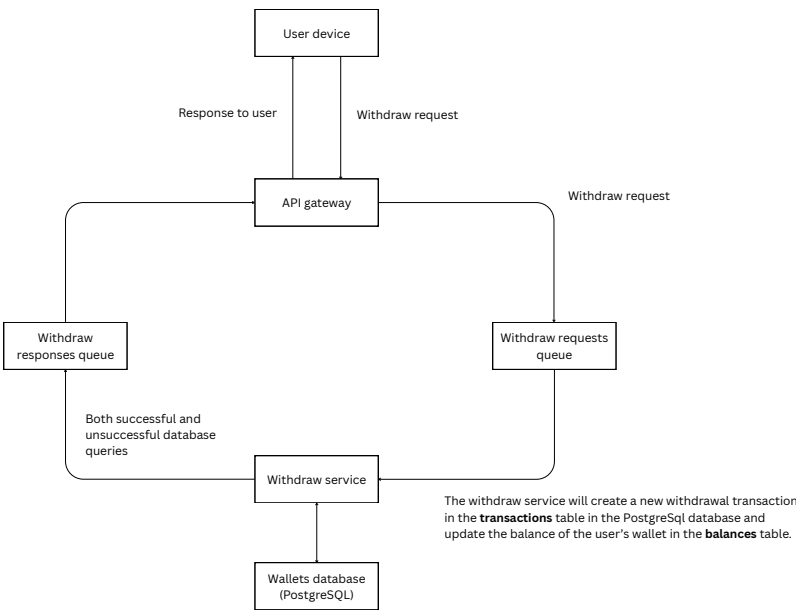 User device
Response to user
Withdraw request
API gateway
Withdraw request
Withdraw
responses queue
Withdraw requests
queue
Both successful and
unsuccessful database
queries
Withdraw service
The withdraw service will create a new withdrawal transaction
in the transactions table in the PostgreSql database and
update the balance of the user's wallet in the balances table.
Wallets database
(PostgreSQL)